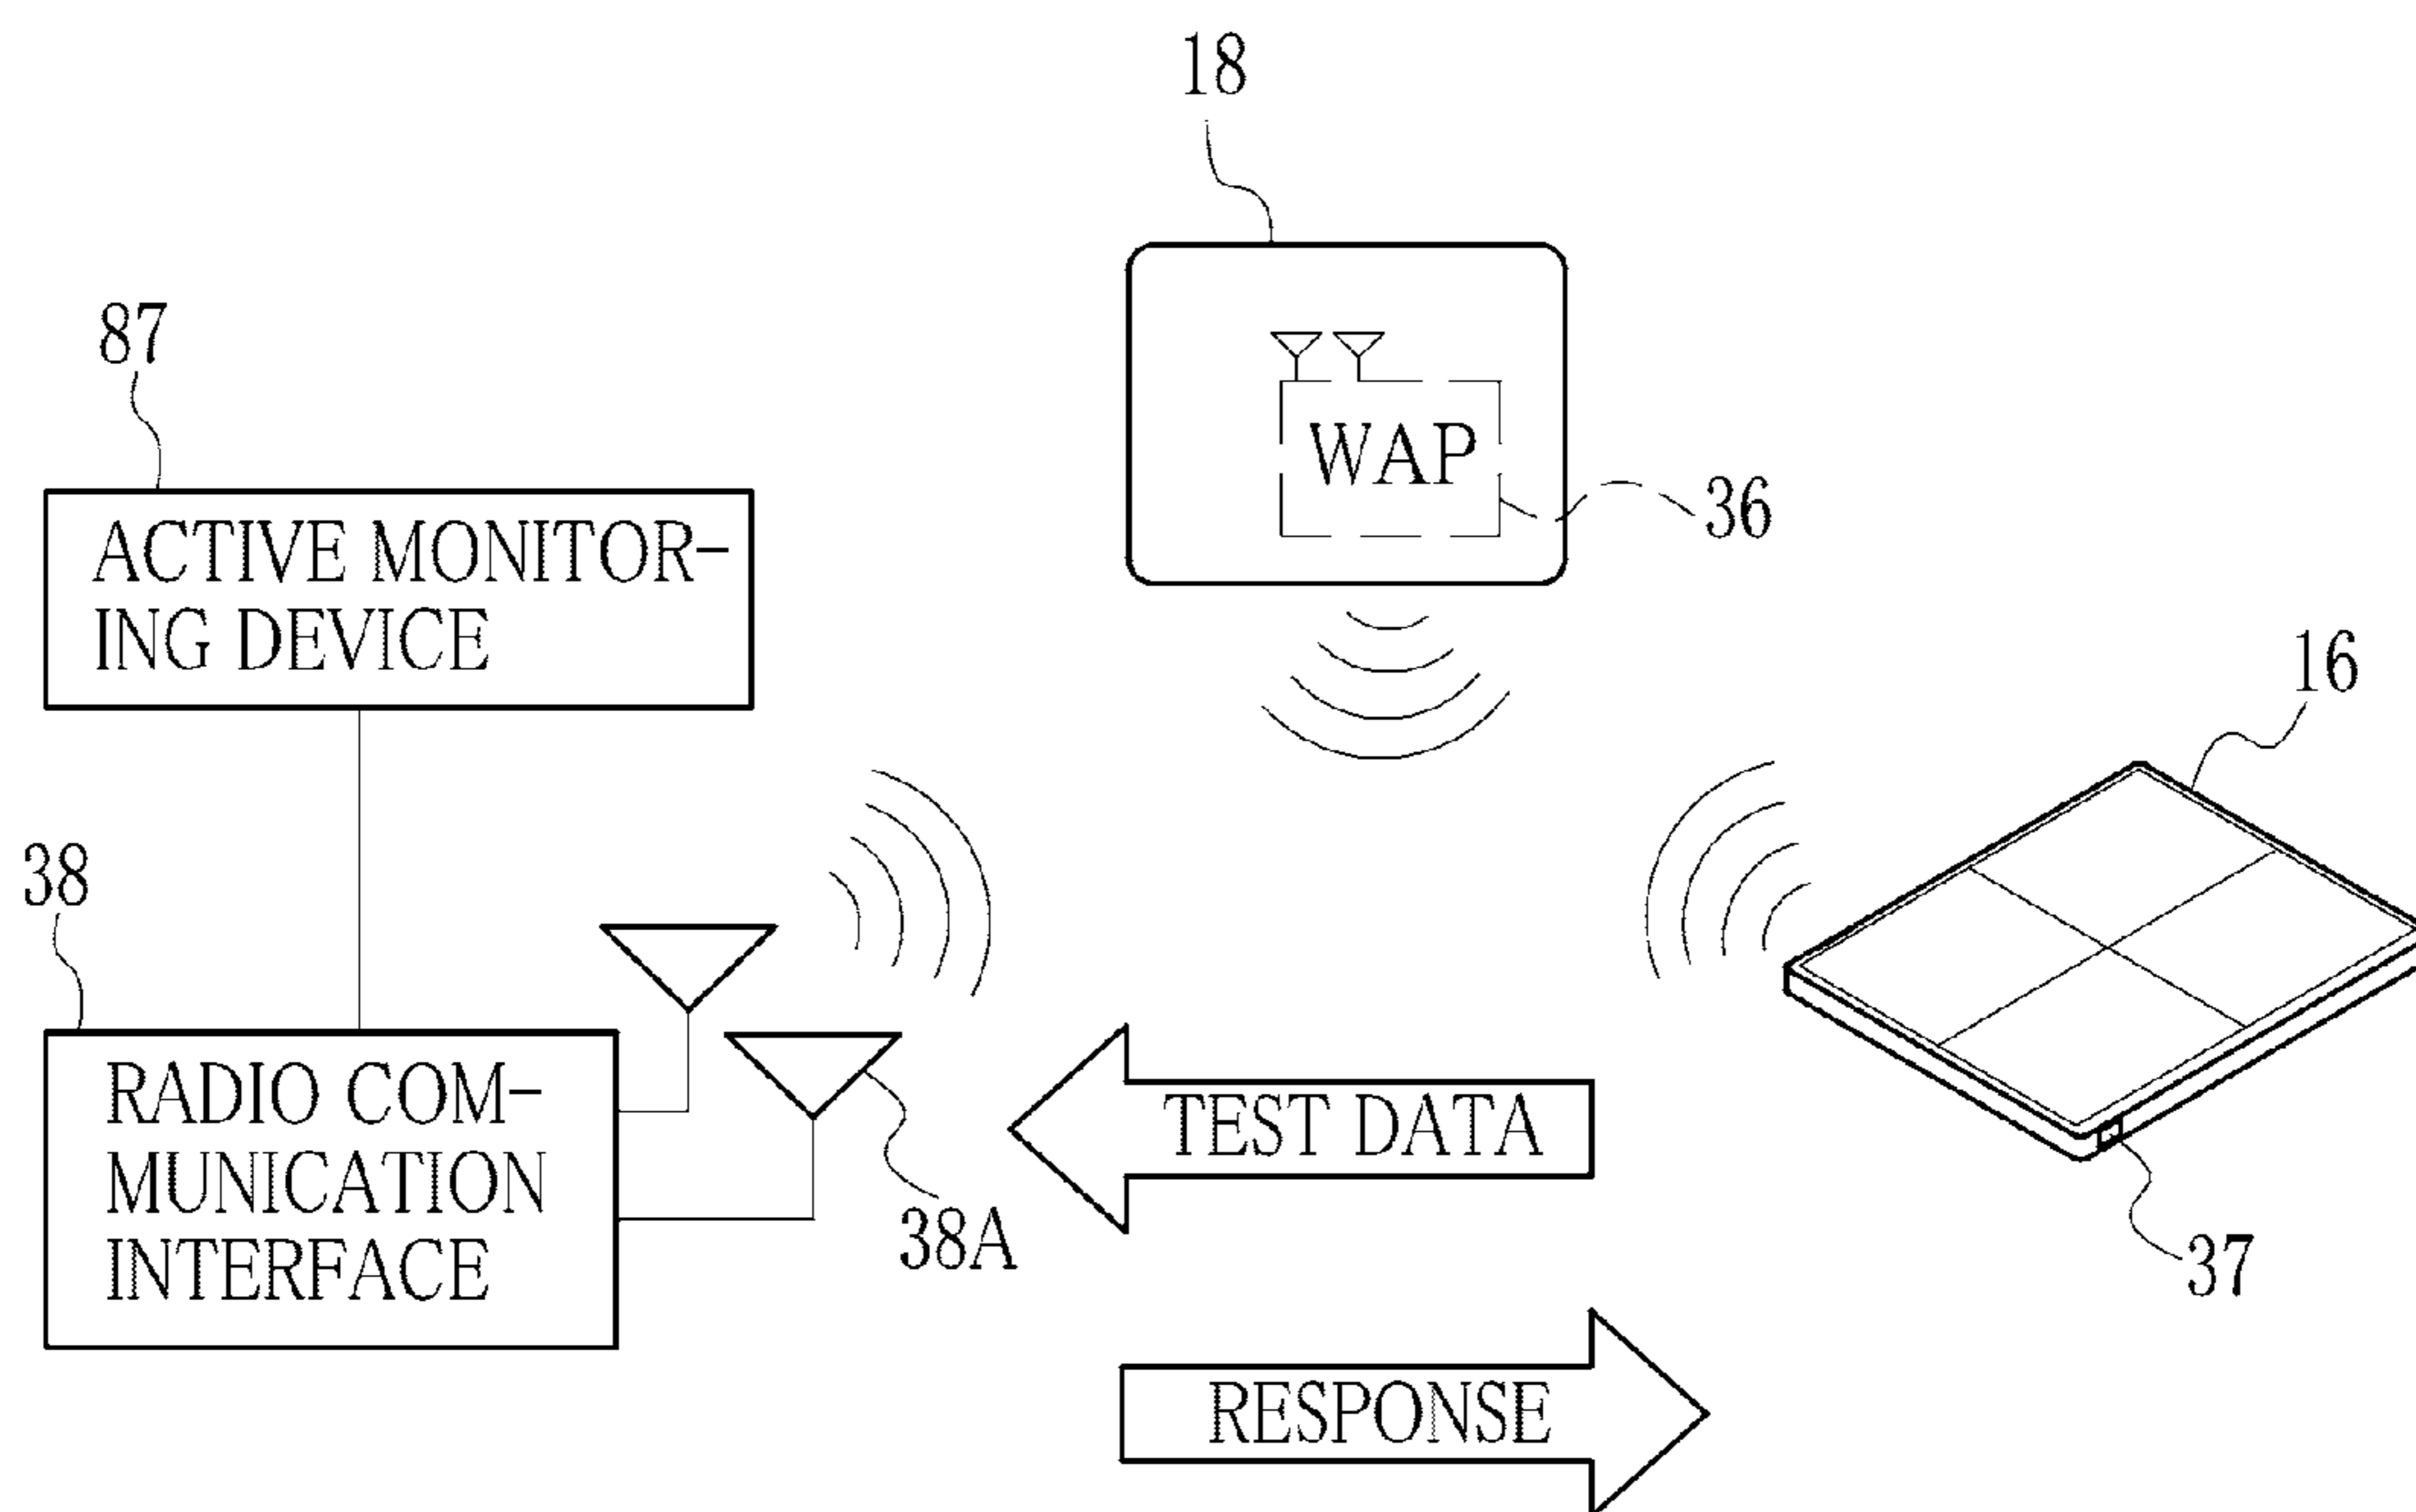 18
87
WAP
36
ACTIVE MONITOR-
ING DEVICE
16
38
RADIO COM-
MUNICATION
INTERFACE
TEST DATA
38A
37
RESPONSE